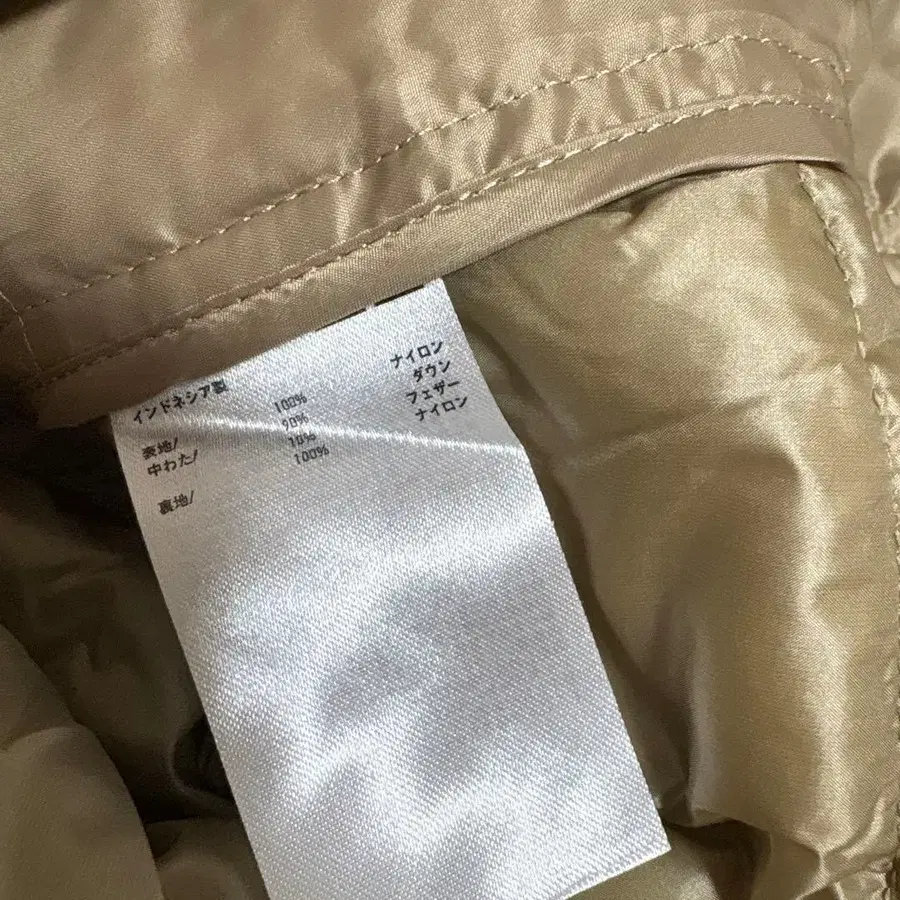 インドネシア製
表地/ 100% ナイロン
中わた/ 90% ダウン
10% フェザー
裏地/ 100% ナイロン